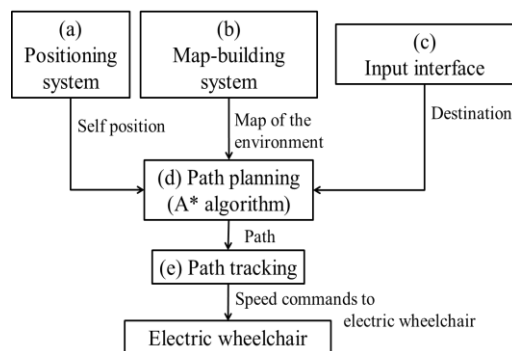 (a)
Positioning
system
(b)
Map-building
system
(c)
Input interface
Self position
Map of the
environment
Destination
(d) Path planning
(A* algorithm)
Path
(e) Path tracking
Speed commands to
electric wheelchair
Electric wheelchair